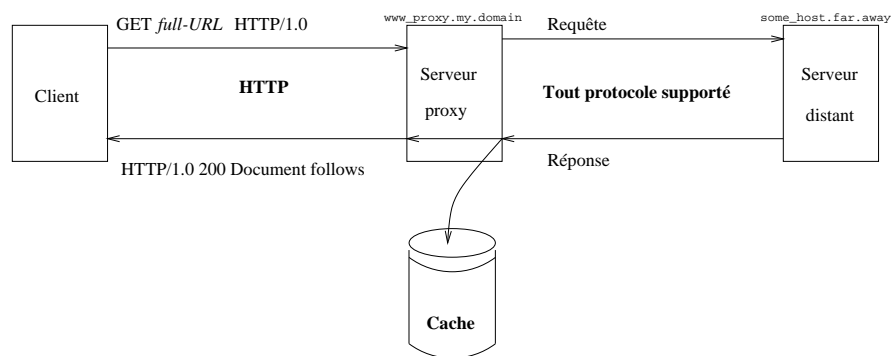 GET full-URL HTTP/1.0
www_proxy.my.domain
Requête
some_host.far.away
Client
HTTP
Serveur
proxy
Tout protocole supporté
Serveur
distant
HTTP/1.0 200 Document follows
Réponse
Cache